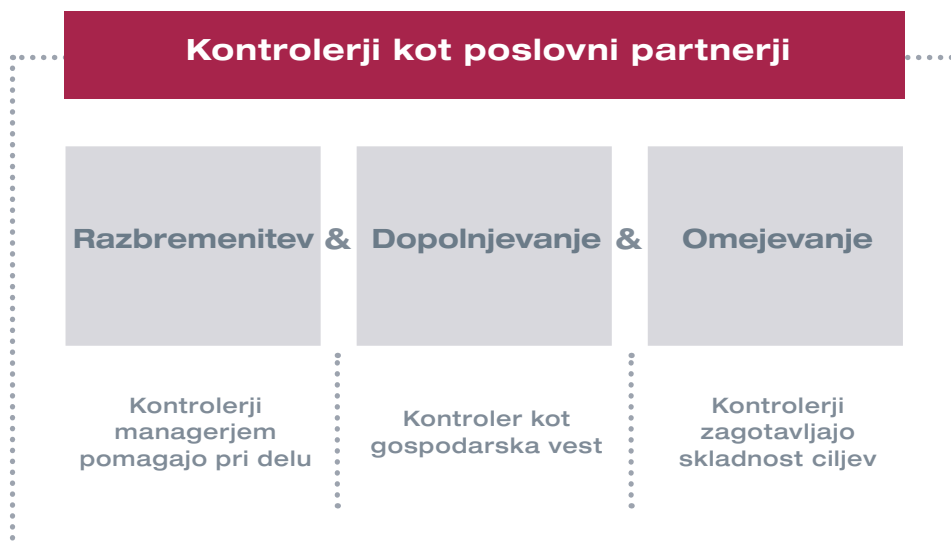 Kontrolerji kot poslovni partnerji
Razbremenitev & Dopolnjevanje & Omejevanje
Kontrolerji
managerjem
pomagajo pri delu
Kontroler kot
gospodarska vest
Kontrolerji
zagotavljajo
skladnost ciljev